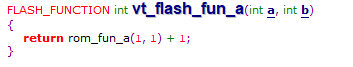 FLASH_FUNCTION int vt_flash_fun_a(int a, int b)
{
return rom_fun_a(1, 1) + 1;
}